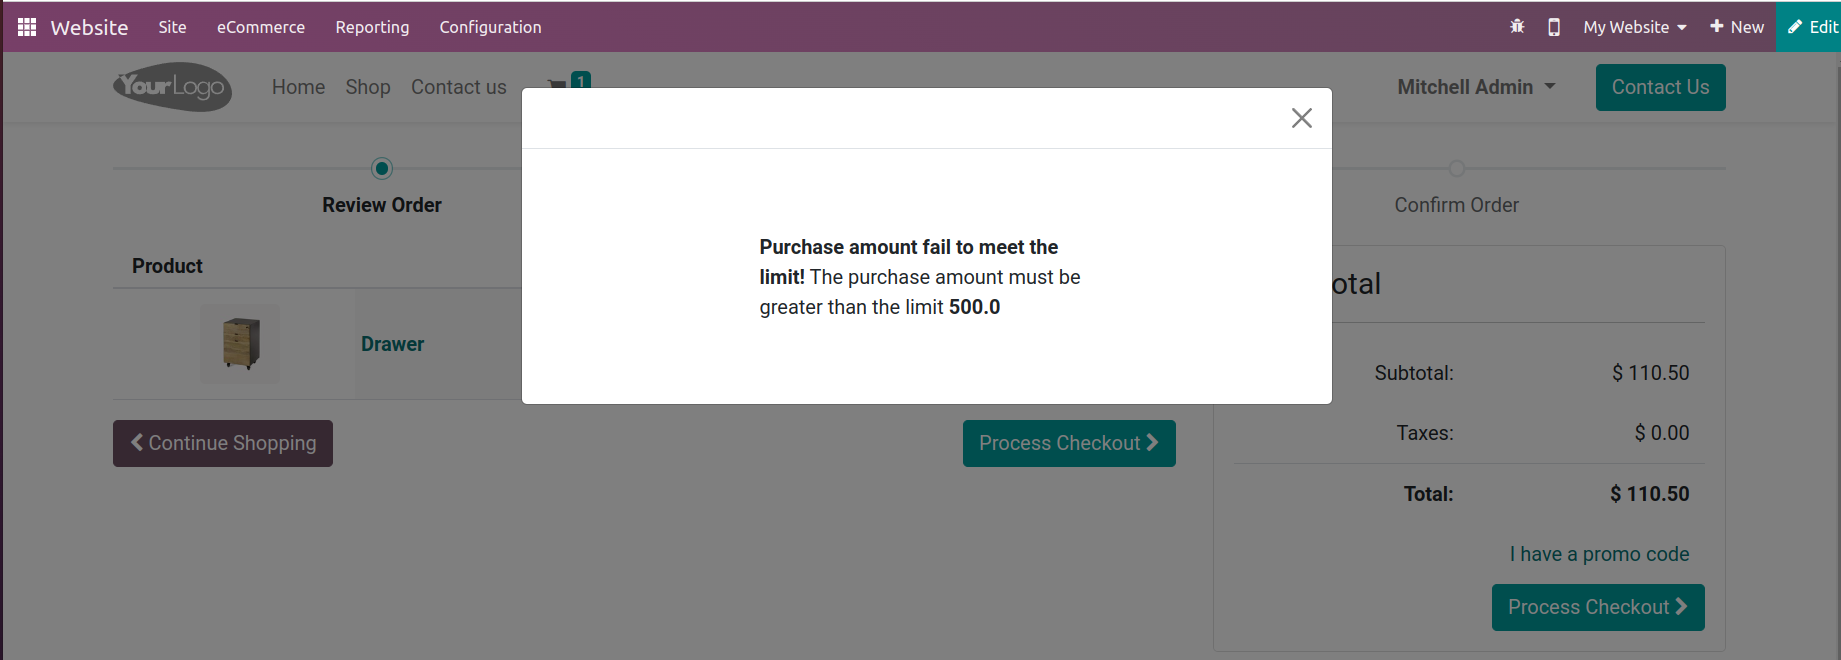 Website Site eCommerce Reporting Configuration My Website New Edit
YourLogo Home Shop Contact us 1 Mitchell Admin Contact Us
Review Order Confirm Order
Purchase amount fail to meet the
limit! The purchase amount must be
greater than the limit 500.0
Product
Drawer
Continue Shopping Process Checkout
otal
Subtotal: $ 110.50
Taxes: $ 0.00
Total: $ 110.50
I have a promo code
Process Checkout